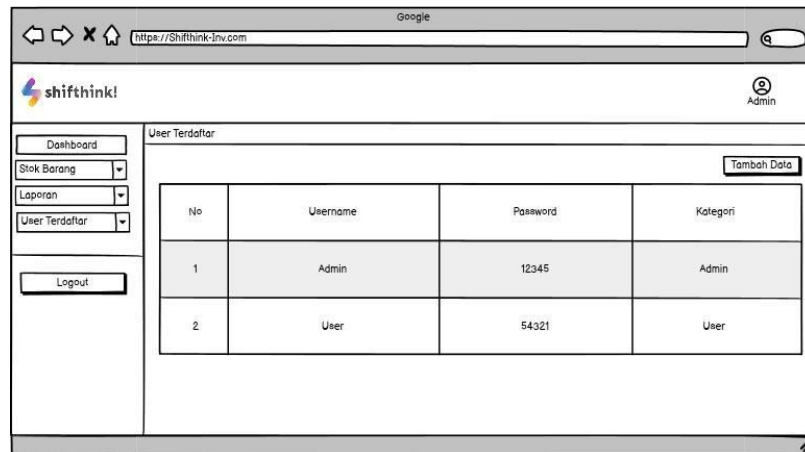 Google
https://Shifthink-Inv.com
shifthink!
Admin
Dashboard
Stok Barang
Laporan
User Terdaftar
Logout
User Terdaftar
Tambah Data
No Username Password Kategori
1 Admin 12345 Admin
2 User 54321 User